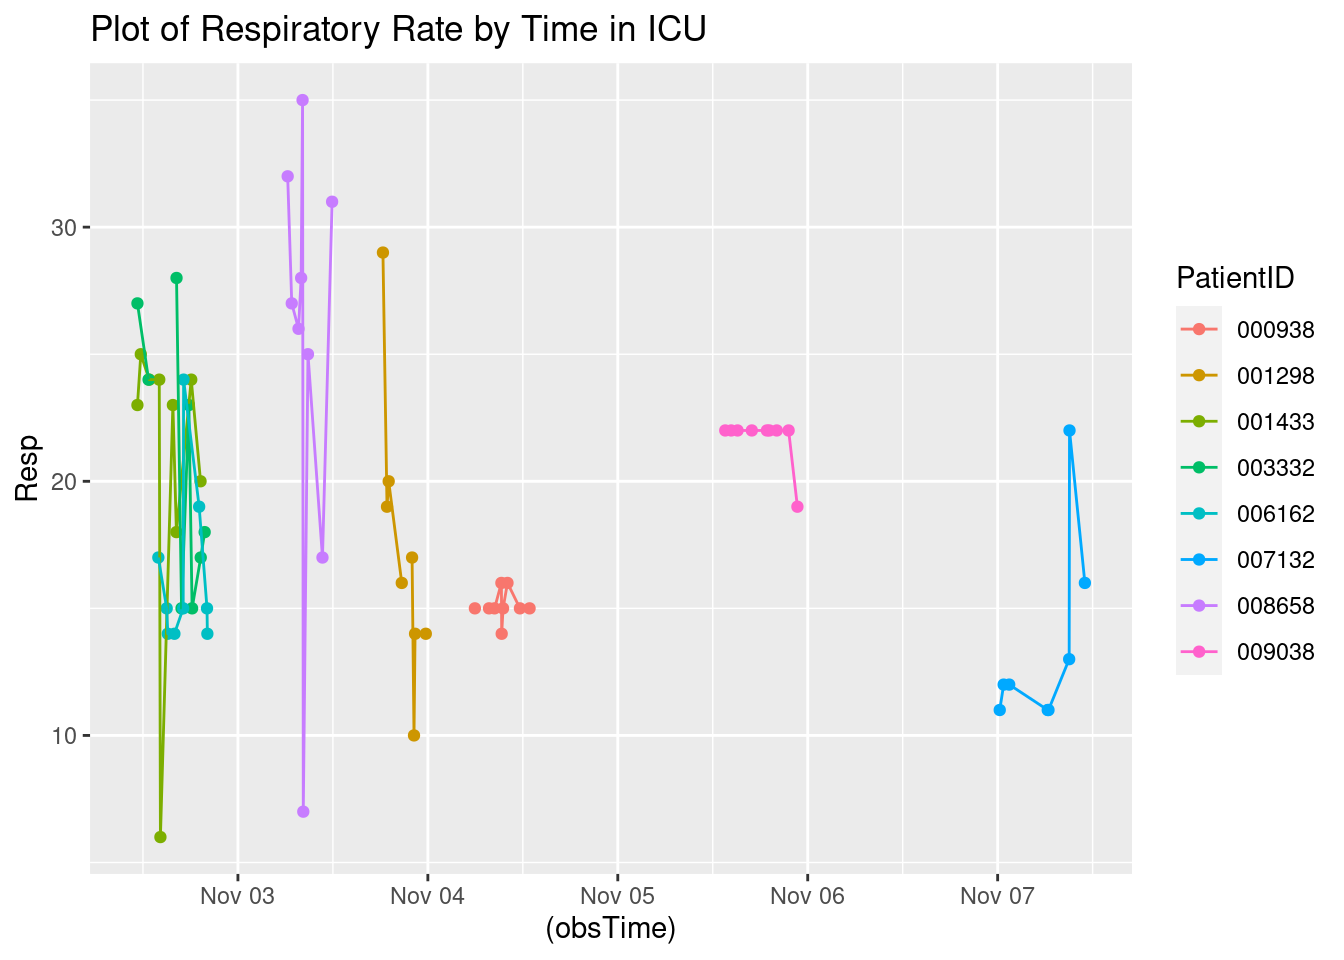 Plot of Respiratory Rate by Time in ICU
Resp
30
20
10
Nov 03
Nov 04
Nov 05
Nov 06
Nov 07
(obsTime)
PatientID
000938
001298
001433
003332
006162
007132
008658
009038